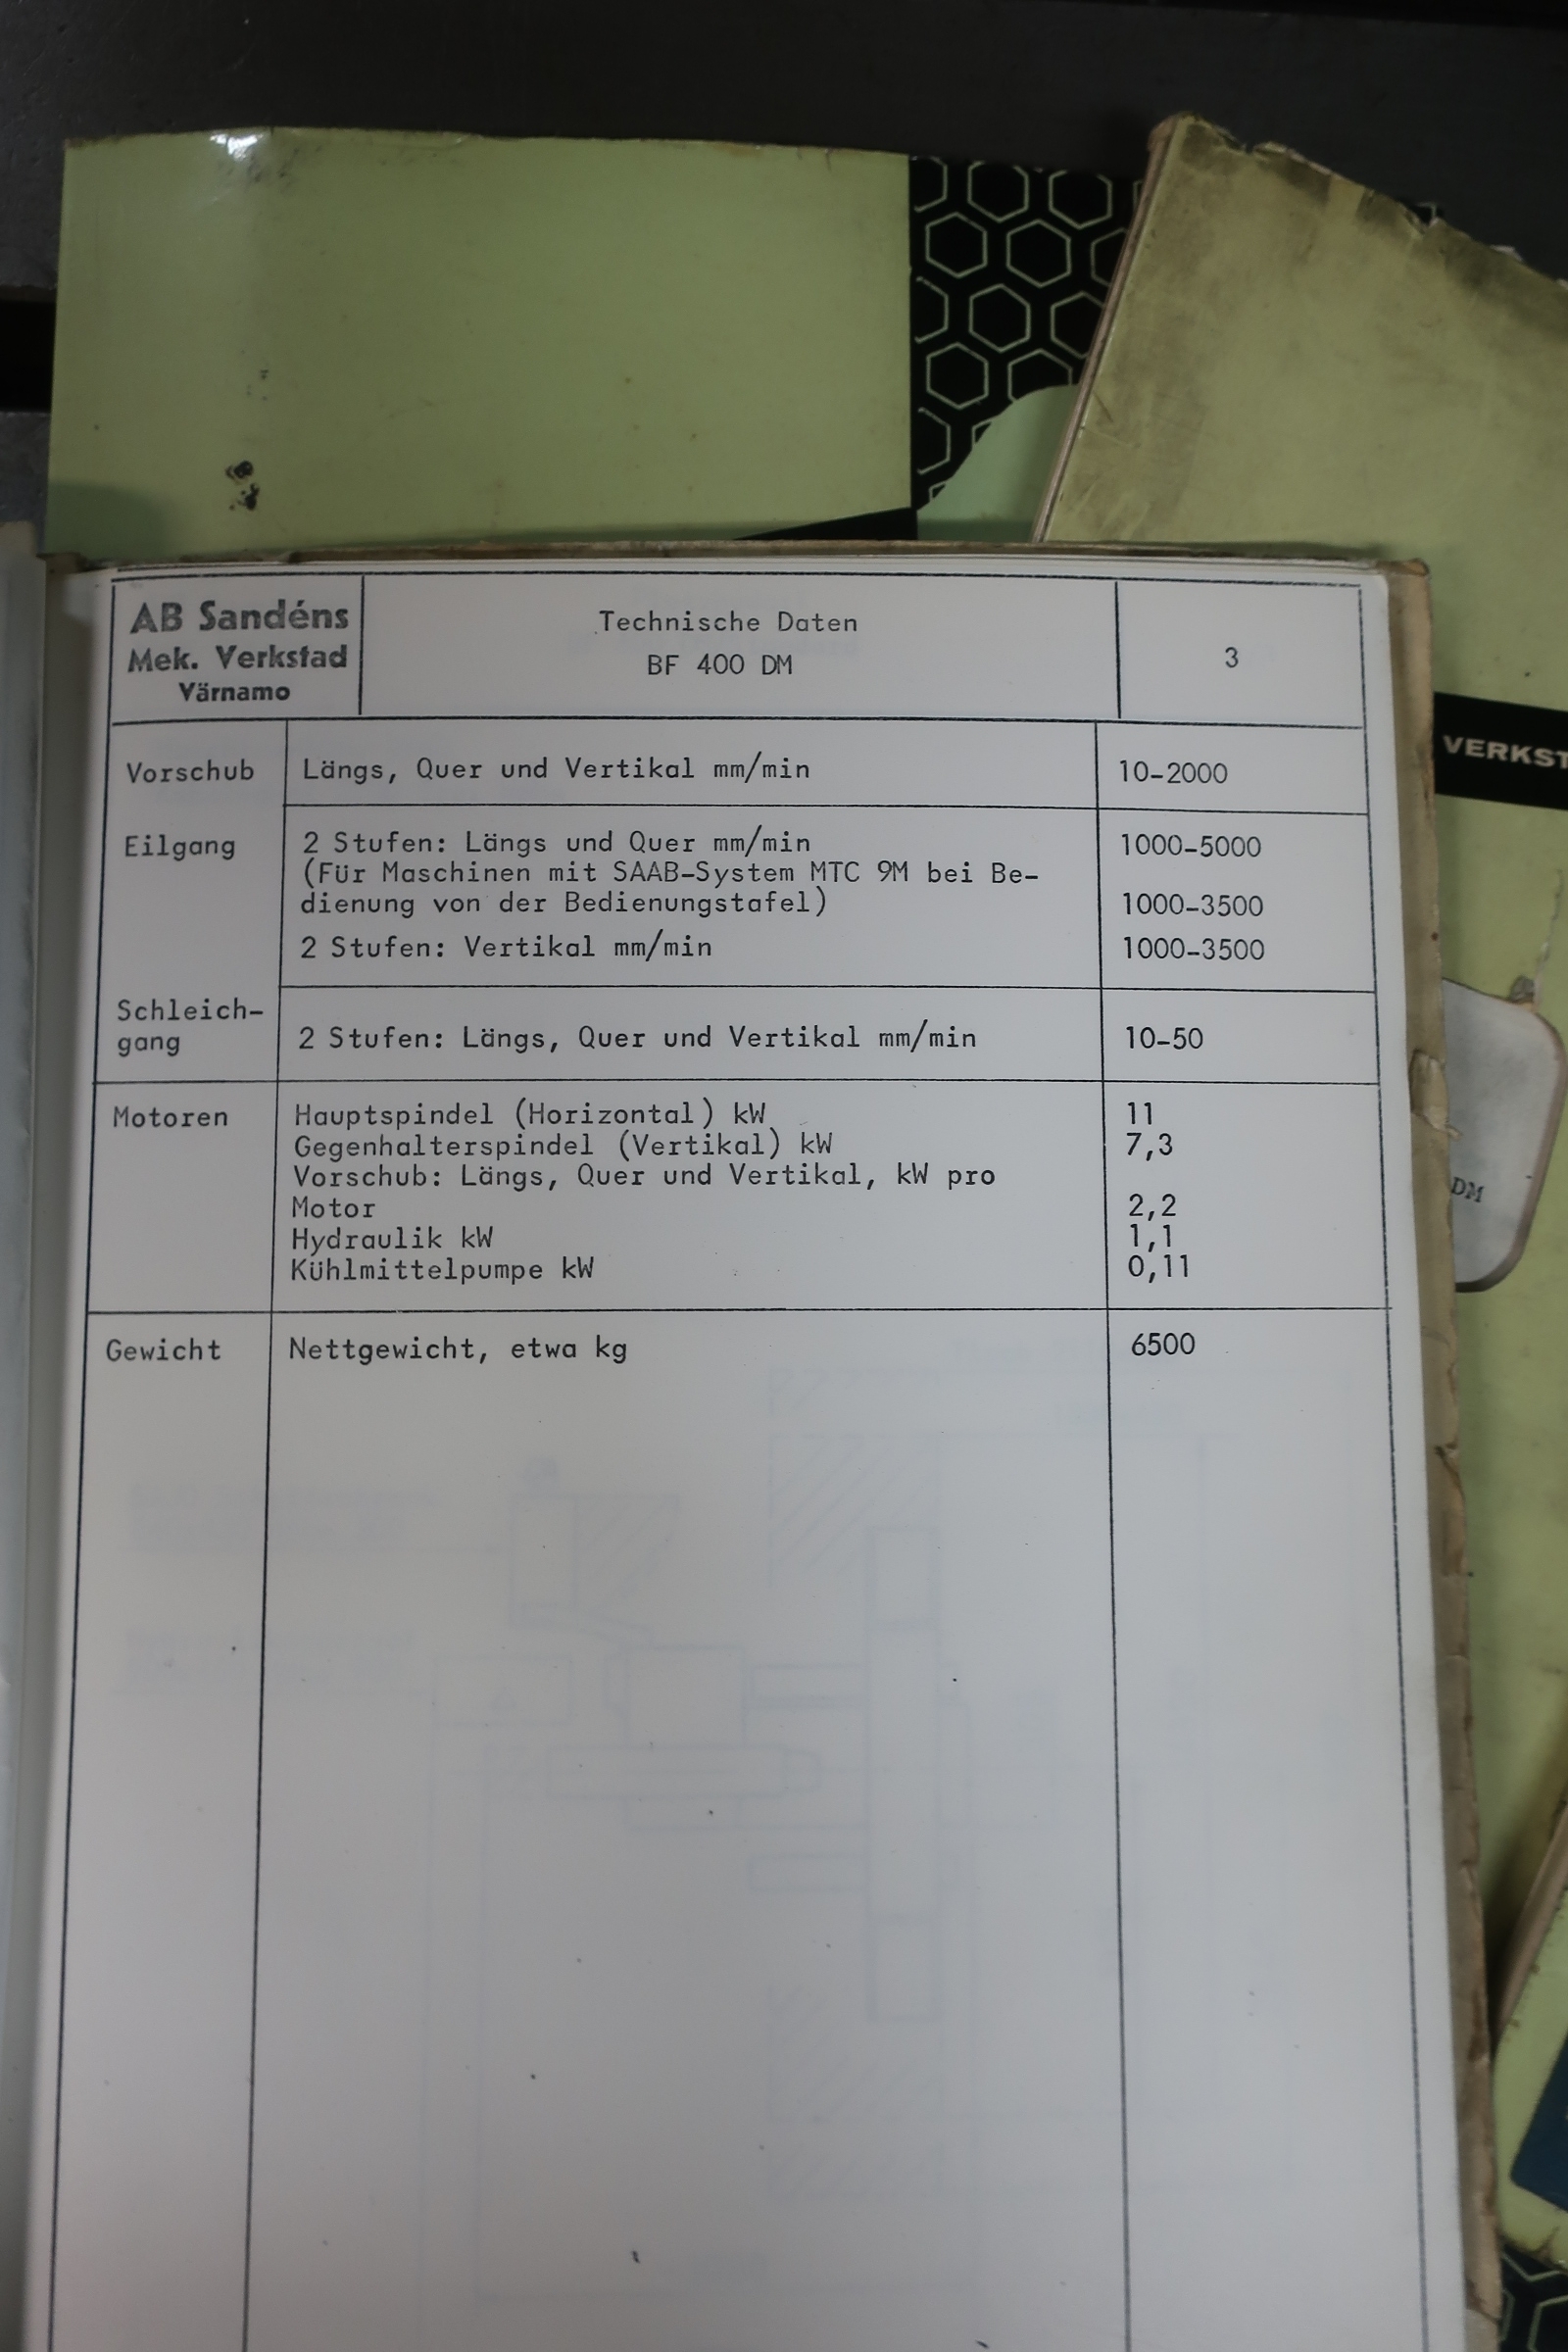 AB Sandéns
Mek. Verkstad
Värnamo
Technische Daten
BF 400 DM
3
Vorschub
Längs, Quer und Vertikal mm/min
10-2000
Eilgang
2 Stufen: Längs und Quer mm/min
1000-5000
(Für Maschinen mit SAAB-System MTC 9M bei Be-
dienung von der Bedienungstafel)
1000-3500
2 Stufen: Vertikal mm/min
1000-3500
Schleich-
gang
2 Stufen: Längs, Quer und Vertikal mm/min
10-50
Motoren
Hauptspindel (Horizontal) kW
11
Gegenhalterspindel (Vertikal) kW
7,3
Vorschub: Längs, Quer und Vertikal, kW pro
Motor
2,2
Hydraulik kW
1,1
Kühlmittelpumpe kW
0,11
Gewicht
Nettgewicht, etwa kg
6500
VERKST
DM